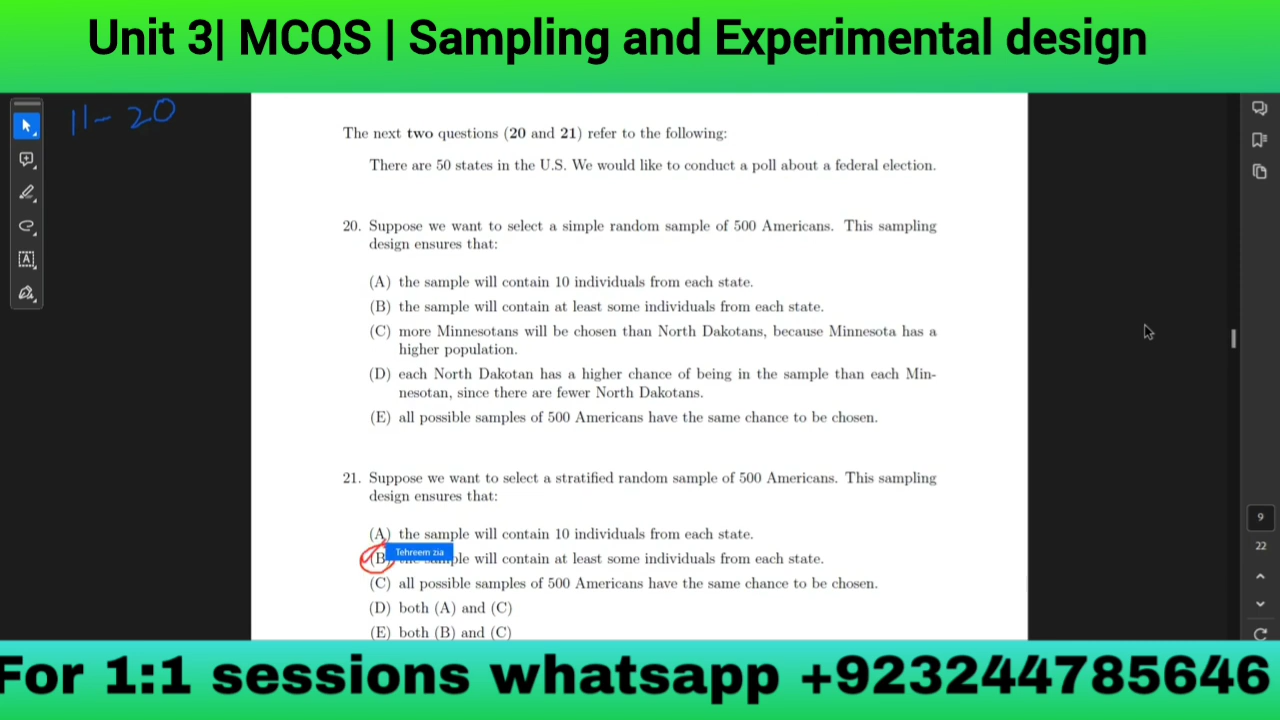 Unit 3| MCQS | Sampling and Experimental design
11- 20
The next two questions (20 and 21) refer to the following:
There are 50 states in the U.S. We would like to conduct a poll about a federal election.
20. Suppose we want to select a simple random sample of 500 Americans. This sampling
design ensures that:
(A) the sample will contain 10 individuals from each state.
(B) the sample will contain at least some individuals from each state.
(C) more Minnesotans will be chosen than North Dakotans, because Minnesota has a
higher population.
(D) each North Dakotan has a higher chance of being in the sample than each Min-
nesotan, since there are fewer North Dakotans.
(E) all possible samples of 500 Americans have the same chance to be chosen.
21. Suppose we want to select a stratified random sample of 500 Americans. This sampling
design ensures that:
(A) the sample will contain 10 individuals from each state.
Tehreem zia
(B) will contain at least some individuals from each state.
(C) all possible samples of 500 Americans have the same chance to be chosen.
(D) both (A) and (C)
(E) both (B) and (C)
9
22
For 1:1 sessions whatsapp +923244785646